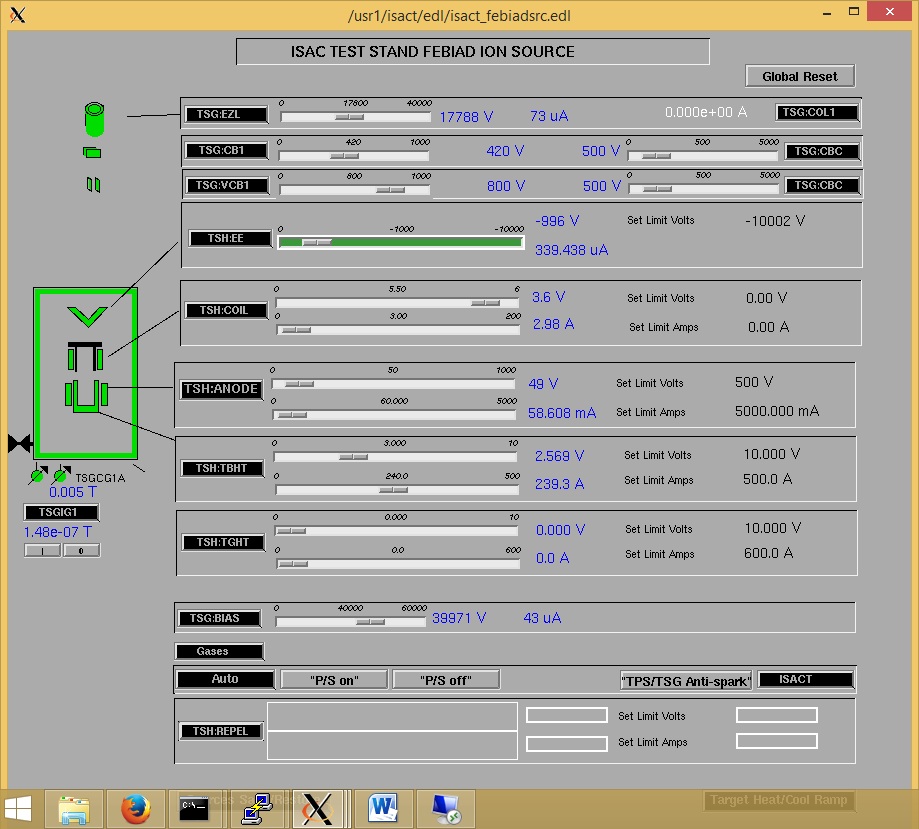 /usr1/isact/edl/isact_febiadsrc.edl
ISAC TEST STAND FEBIAD ION SOURCE
Global Reset
TSG:EZL 0 17800 40000 17788 V 73 uA 0.000e+00 A TSG:COL1
TSG:CB1 0 420 1000 420 V 500 V 0 500 5000 TSG:CBC
TSG:VCB1 0 800 1000 800 V 500 V 0 500 5000 TSG:CBC
TSH:EE 0 -1000 -10000 -996 V Set Limit Volts -10002 V
339.438 uA
TSH:COIL 0 5.50 6 3.6 V Set Limit Volts 0.00 V
0 3.00 200 2.98 A Set Limit Amps 0.00 A
TSH:ANODE 0 50 1000 49 V Set Limit Volts 500 V
0 60.000 5000 58.608 mA Set Limit Amps 5000.000 mA
TSH:TBHT 0 3.000 10 2.569 V Set Limit Volts 10.000 V
0 240.0 500 239.3 A Set Limit Amps 500.0 A
TSGCG1A
0.005 T
TSGIG1
1.48e-07 T
I 0
TSH:TGHT 0 0.000 10 0.000 V Set Limit Volts 10.000 V
0 0.0 600 0.0 A Set Limit Amps 600.0 A
TSG:BIAS 0 40000 60000 39971 V 43 uA
Gases
Auto "P/S on" "P/S off" "TPS/TSG Anti-spark" ISACT
TSH:REPEL Set Limit Volts
Set Limit Amps
C:\_
Target Heat/Cool Ramp